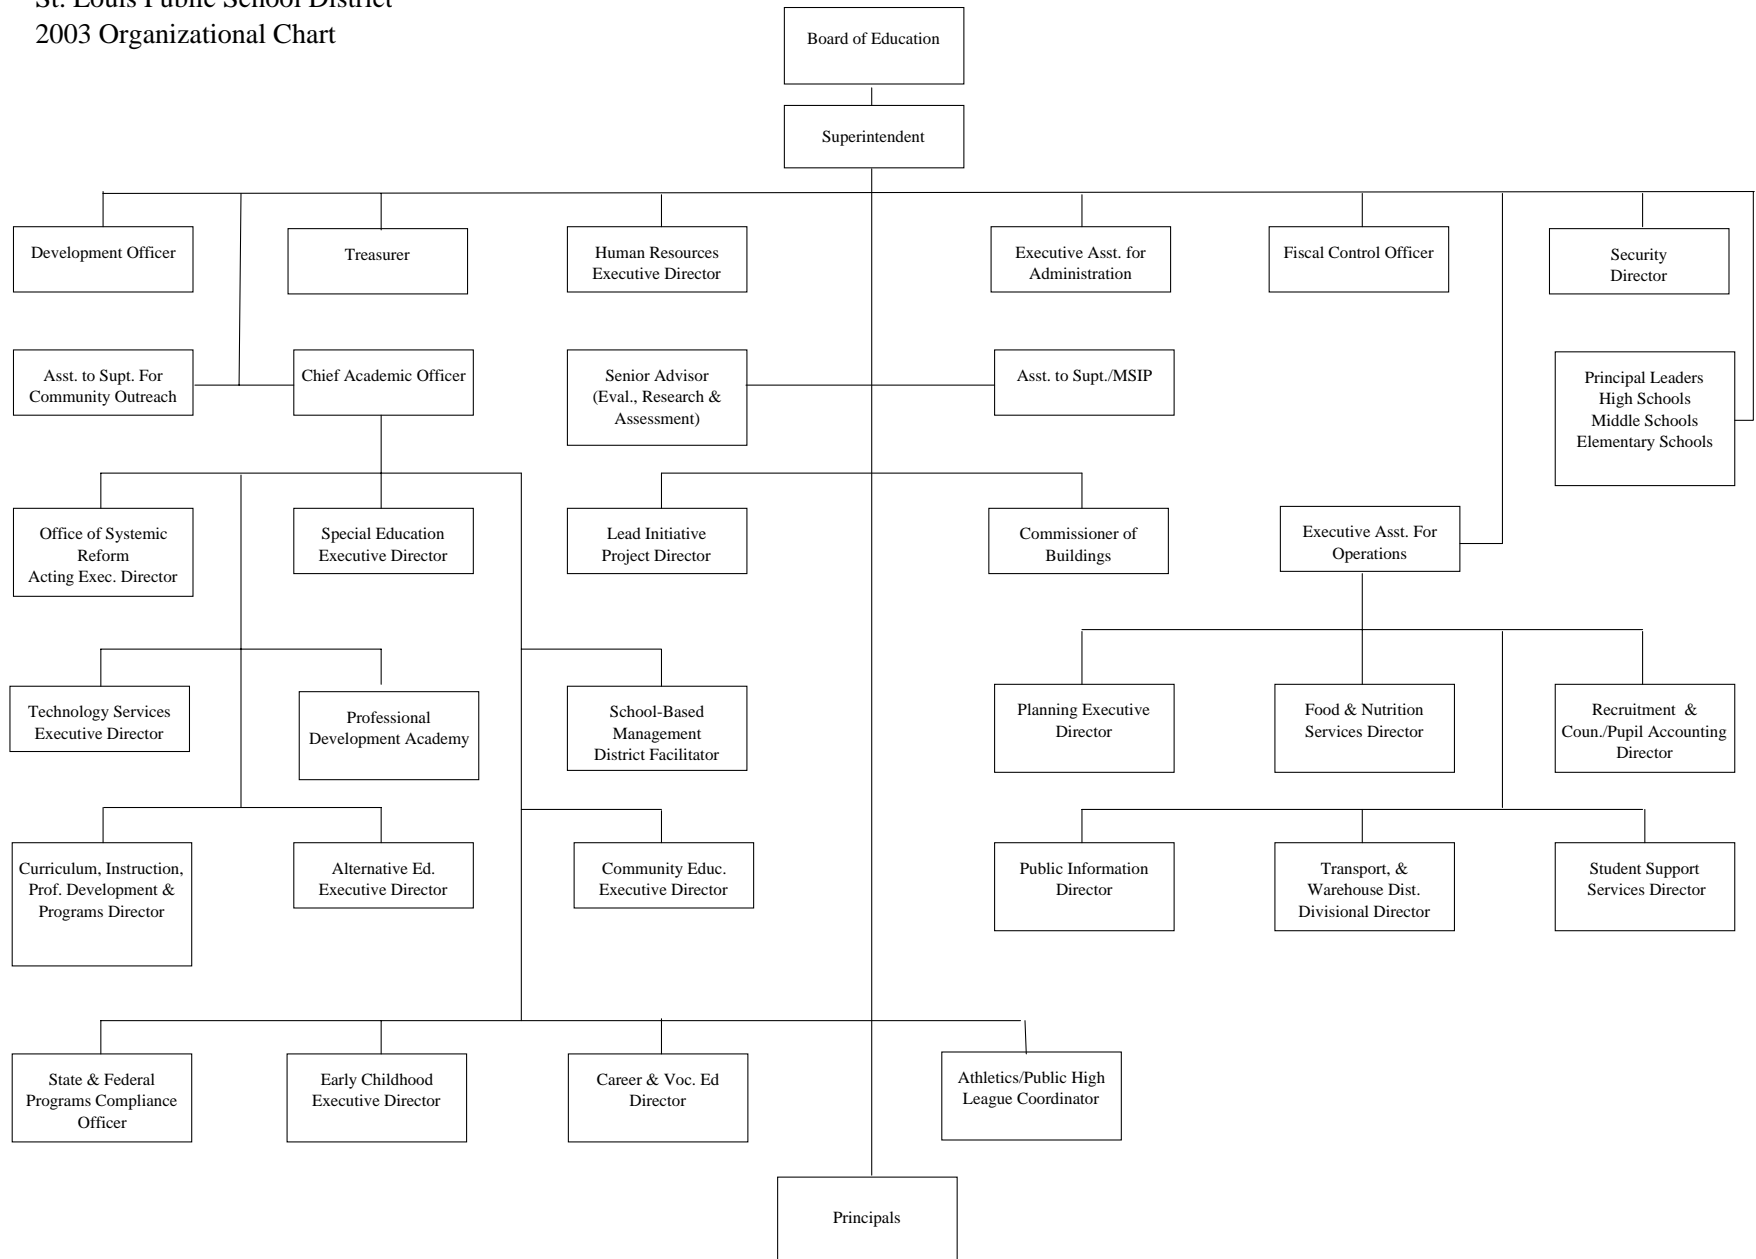 St. Louis Public School District
2003 Organizational Chart
Board of Education
Superintendent
Development Officer
Treasurer
Human Resources
Executive Director
Executive Asst. for
Administration
Fiscal Control Officer
Security
Director
Asst. to Supt. For
Community Outreach
Chief Academic Officer
Senior Advisor
(Eval., Research &
Assessment)
Asst. to Supt./MSIP
Principal Leaders
High Schools
Middle Schools
Elementary Schools
Office of Systemic
Reform
Acting Exec. Director
Special Education
Executive Director
Lead Initiative
Project Director
Commissioner of
Buildings
Executive Asst. For
Operations
Technology Services
Executive Director
Professional
Development Academy
School-Based
Management
District Facilitator
Planning Executive
Director
Food & Nutrition
Services Director
Recruitment &
Coun./Pupil Accounting
Director
Curriculum, Instruction,
Prof. Development &
Programs Director
Alternative Ed.
Executive Director
Community Educ.
Executive Director
Public Information
Director
Transport, &
Warehouse Dist.
Divisional Director
Student Support
Services Director
State & Federal
Programs Compliance
Officer
Early Childhood
Executive Director
Career & Voc. Ed
Director
Athletics/Public High
League Coordinator
Principals